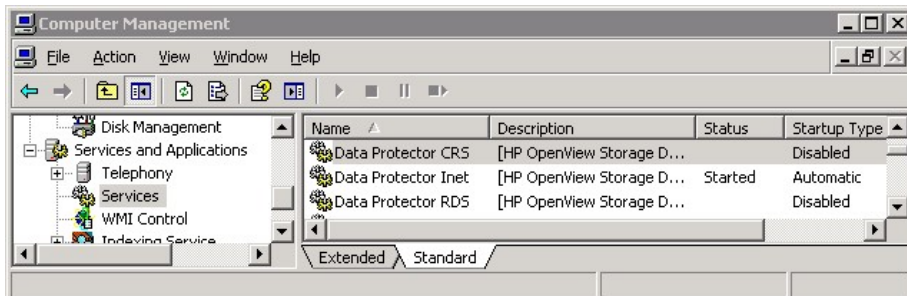 Computer Management
File Action View Window Help
Disk Management
Services and Applications
Telephony
Services
WMI Control
Indexing Service
Name Description Status Startup Type
Data Protector CRS [HP OpenView Storage D... Disabled
Data Protector Inet [HP OpenView Storage D... Started Automatic
Data Protector RDS [HP OpenView Storage D... Disabled
Extended Standard